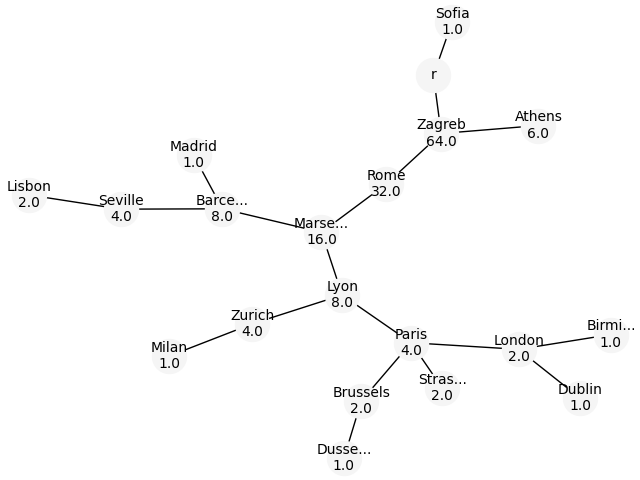 Sofia
1.0
r
Zagreb
64.0
Athens
6.0
Madrid
1.0
Rome
32.0
Lisbon
2.0
Seville
4.0
Barce...
8.0
Marse...
16.0
Lyon
8.0
Zurich
4.0
Birmi...
1.0
Paris
4.0
London
2.0
Milan
1.0
Stras...
2.0
Brussels
2.0
Dublin
1.0
Dusse...
1.0